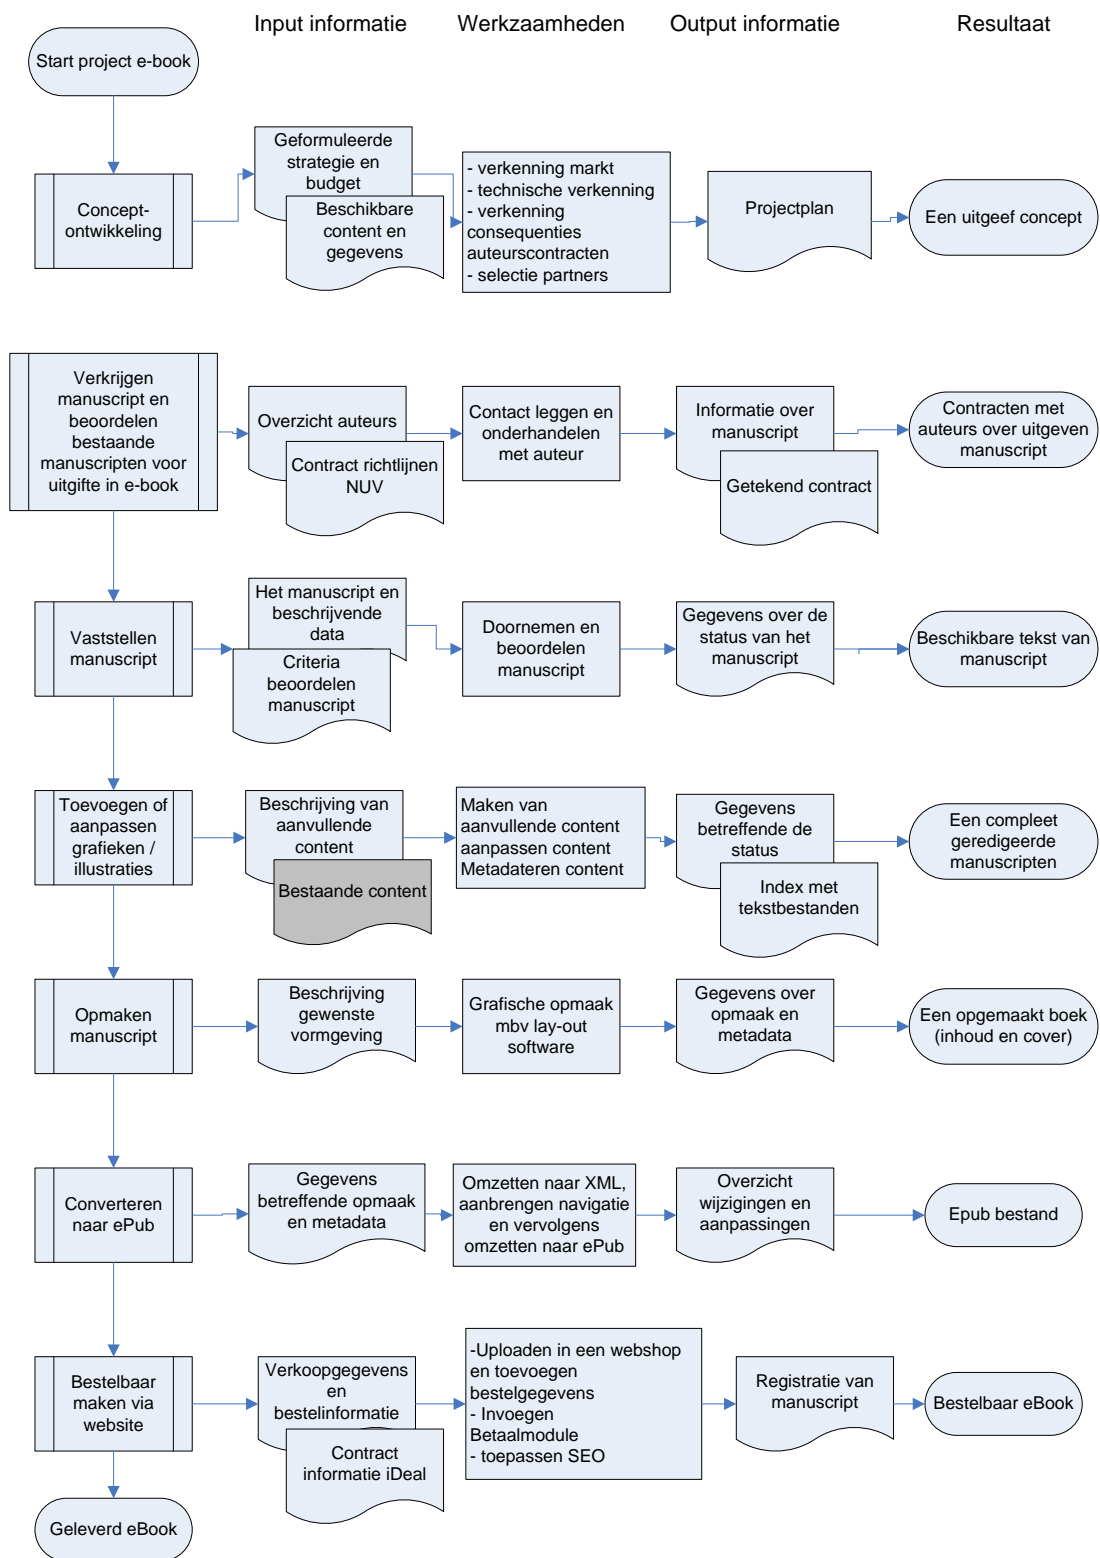 Input informatie
Werkzaamheden
Output informatie
Resultaat
Start project e-book
Concept-
ontwikkeling
Geformuleerde
strategie en
budget
Beschikbare
content en
gegevens
- verkenning markt
- technische verkenning
- verkenning
consequenties
auteurscontracten
- selectie partners
Projectplan
Een uitgeef concept
Verkrijgen
manuscript en
beoordelen
bestaande
manuscripten voor
uitgifte in e-book
Overzicht auteurs
Contract richtlijnen
NUV
Contact leggen en
onderhandelen
met auteur
Informatie over
manuscript
Getekend contract
Contracten met
auteurs over uitgeven
manuscript
Vaststellen
manuscript
Het manuscript en
beschrijvende
data
Criteria
beoordelen
manuscript
Doornemen en
beoordelen
manuscript
Gegevens over de
status van het
manuscript
Beschikbare tekst van
manuscript
Toevoegen of
aanpassen
grafieken /
illustraties
Beschrijving van
aanvullende
content
Bestaande content
Maken van
aanvullende content
aanpassen content
Metadateren content
Gegevens
betreffende de
status
Index met
tekstbestanden
Een compleet
geredigeerde
manuscripten
Opmaken
manuscript
Beschrijving
gewenste
vormgeving
Grafische opmaak
mbv lay-out
software
Gegevens over
opmaak en
metadata
Een opgemaakt boek
(inhoud en cover)
Converteren
naar ePub
Gegevens
betreffende opmaak
en metadata
Omzetten naar XML,
aanbrengen navigatie
en vervolgens
omzetten naar ePub
Overzicht
wijzigingen en
aanpassingen
Epub bestand
Bestelbaar
maken via
website
Verkoopgegevens
en
bestelinformatie
Contract
informatie iDeal
-Uploaden in een webshop
en toevoegen
bestelgegevens
- Invoegen
Betaalmodule
- toepassen SEO
Registratie van
manuscript
Bestelbaar eBook
Geleverd eBook